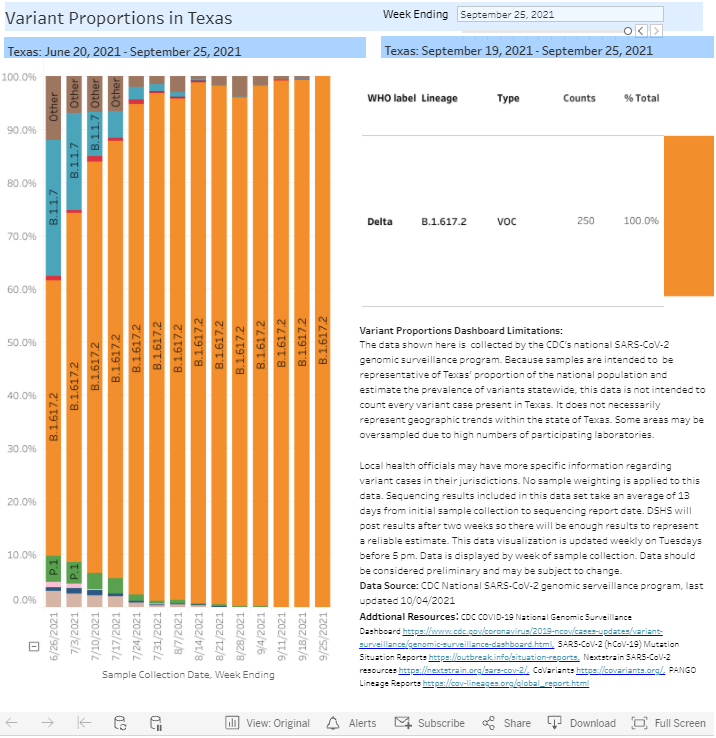 Variant Proportions in Texas
Week Ending
September 25, 2021
Texas: June 20, 2021 - September 25, 2021
Texas: September 19, 2021 - September 25, 2021
100.0%
90.0%
80.0%
70.0%
60.0%
50.0%
40.0%
30.0%
20.0%
10.0%
0.0%
Other
Other
Other
Other
B.1.1.7
B.1.1.7
B.1.1.7
B.1.617.2
B.1.617.2
B.1.617.2
B.1.617.2
B.1.617.2
B.1.617.2
B.1.617.2
B.1.617.2
B.1.617.2
B.1.617.2
B.1.617.2
B.1.617.2
B.1.617.2
B.1.617.2
P.1
P.1
6/26/2021
7/3/2021
7/10/2021
7/17/2021
7/24/2021
7/31/2021
8/7/2021
8/14/2021
8/21/2021
8/28/2021
9/4/2021
9/11/2021
9/18/2021
9/25/2021
Sample Collection Date, Week Ending
WHO label Lineage Type Counts % Total
Delta B.1.617.2 VOC 250 100.0%
Variant Proportions Dashboard Limitations:
The data shown here is collected by the CDC's national SARS-CoV-2
genomic surveillance program. Because samples are intended to be
representative of Texas' proportion of the national population and
estimate the prevalence of variants statewide, this data is not intended to
count every variant case present in Texas. It does not necessarily
represent geographic trends within the state of Texas. Some areas may be
oversampled due to high numbers of participating laboratories.
Local health officials may have more specific information regarding
variant cases in their jurisdictions. No sample weighting is applied to this
data. Sequencing results included in this data set take an average of 13
days from initial sample collection to sequencing report date. DSHS will
post results after two weeks so there will be enough results to represent
a reliable estimate. This data visualization is updated weekly on Tuesdays
before 5 pm. Data is displayed by week of sample collection. Data should
be considered preliminary and may be subject to change.
Data Source: CDC National SARS-CoV-2 genomic serveillance program, last
updated 10/04/2021
Addtional Resources: CDC COVID-19 National Genomic Surveillance
Dashboard https://www.cdc.gov/coronavirus/2019-ncov/cases-updates/variant-
surveillance/genomic-surveillance-dashboard.html, SARS-CoV-2 (hCoV-19) Mutation
Situation Reports https://outbreak.info/situation-reports, Nextstrain SARS-CoV-2
resources https://nextstrain.org/sars-cov-2/, CoVariants https://covariants.org/, PANGO
Lineage Reports https://cov-lineages.org/global_report.html
View: Original Alerts Subscribe Share Download Full Screen